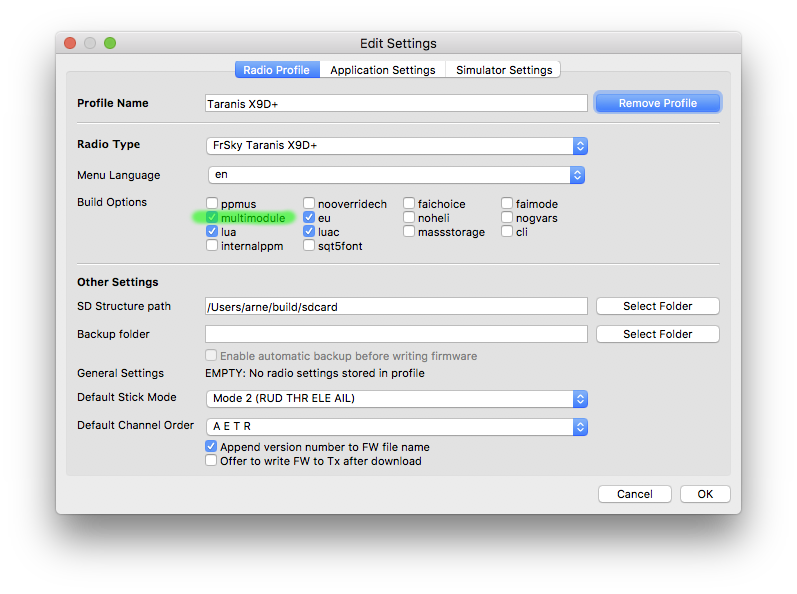 Edit Settings
Radio Profile Application Settings Simulator Settings
Profile Name Taranis X9D+ Remove Profile
Radio Type FrSky Taranis X9D+
Menu Language en
Build Options ppmus nooverridech faichoice faimode
multimodule eu noheli nogvars
lua luac massstorage cli
internalppm sqt5font
Other Settings
SD Structure path /Users/arne/build/sdcard Select Folder
Backup folder Select Folder
Enable automatic backup before writing firmware
General Settings EMPTY: No radio settings stored in profile
Default Stick Mode Mode 2 (RUD THR ELE AIL)
Default Channel Order A E T R
Append version number to FW file name
Offer to write FW to Tx after download
Cancel OK